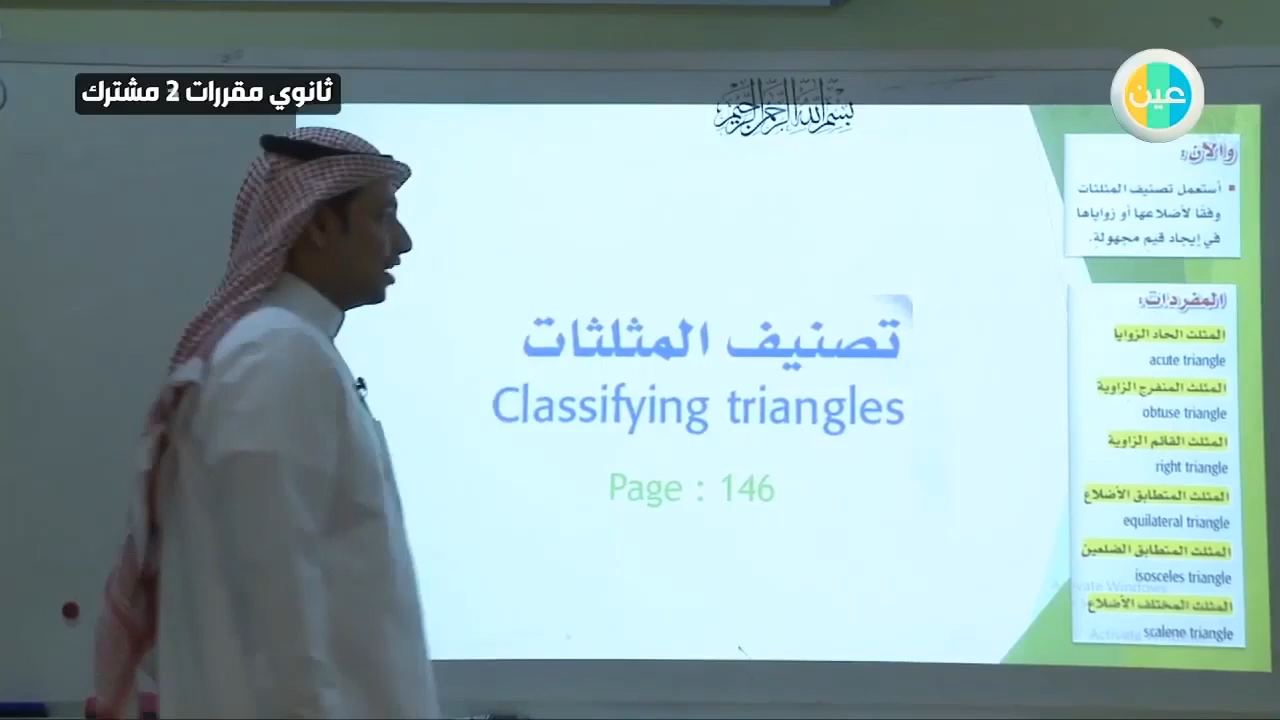 ثانوي مقررات 2 مشترك
عين
بسم الله الرحمن الرحيم
والآن:
أستعمل تصنيف المثلثات
وفقًا لأضلاعها أو زواياها
في إيجاد قيم مجهولة.
تصنيف المثلثات
Classifying triangles
Page : 146
المفردات:
المثلث الحاد الزوايا
acute triangle
المثلث المنفرج الزاوية
obtuse triangle
المثلث القائم الزاوية
right triangle
المثلث المتطابق الأضلاع
equilateral triangle
المثلث المتطابق الضلعين
isosceles triangle
المثلث المختلف الأضلاع
scalene triangle